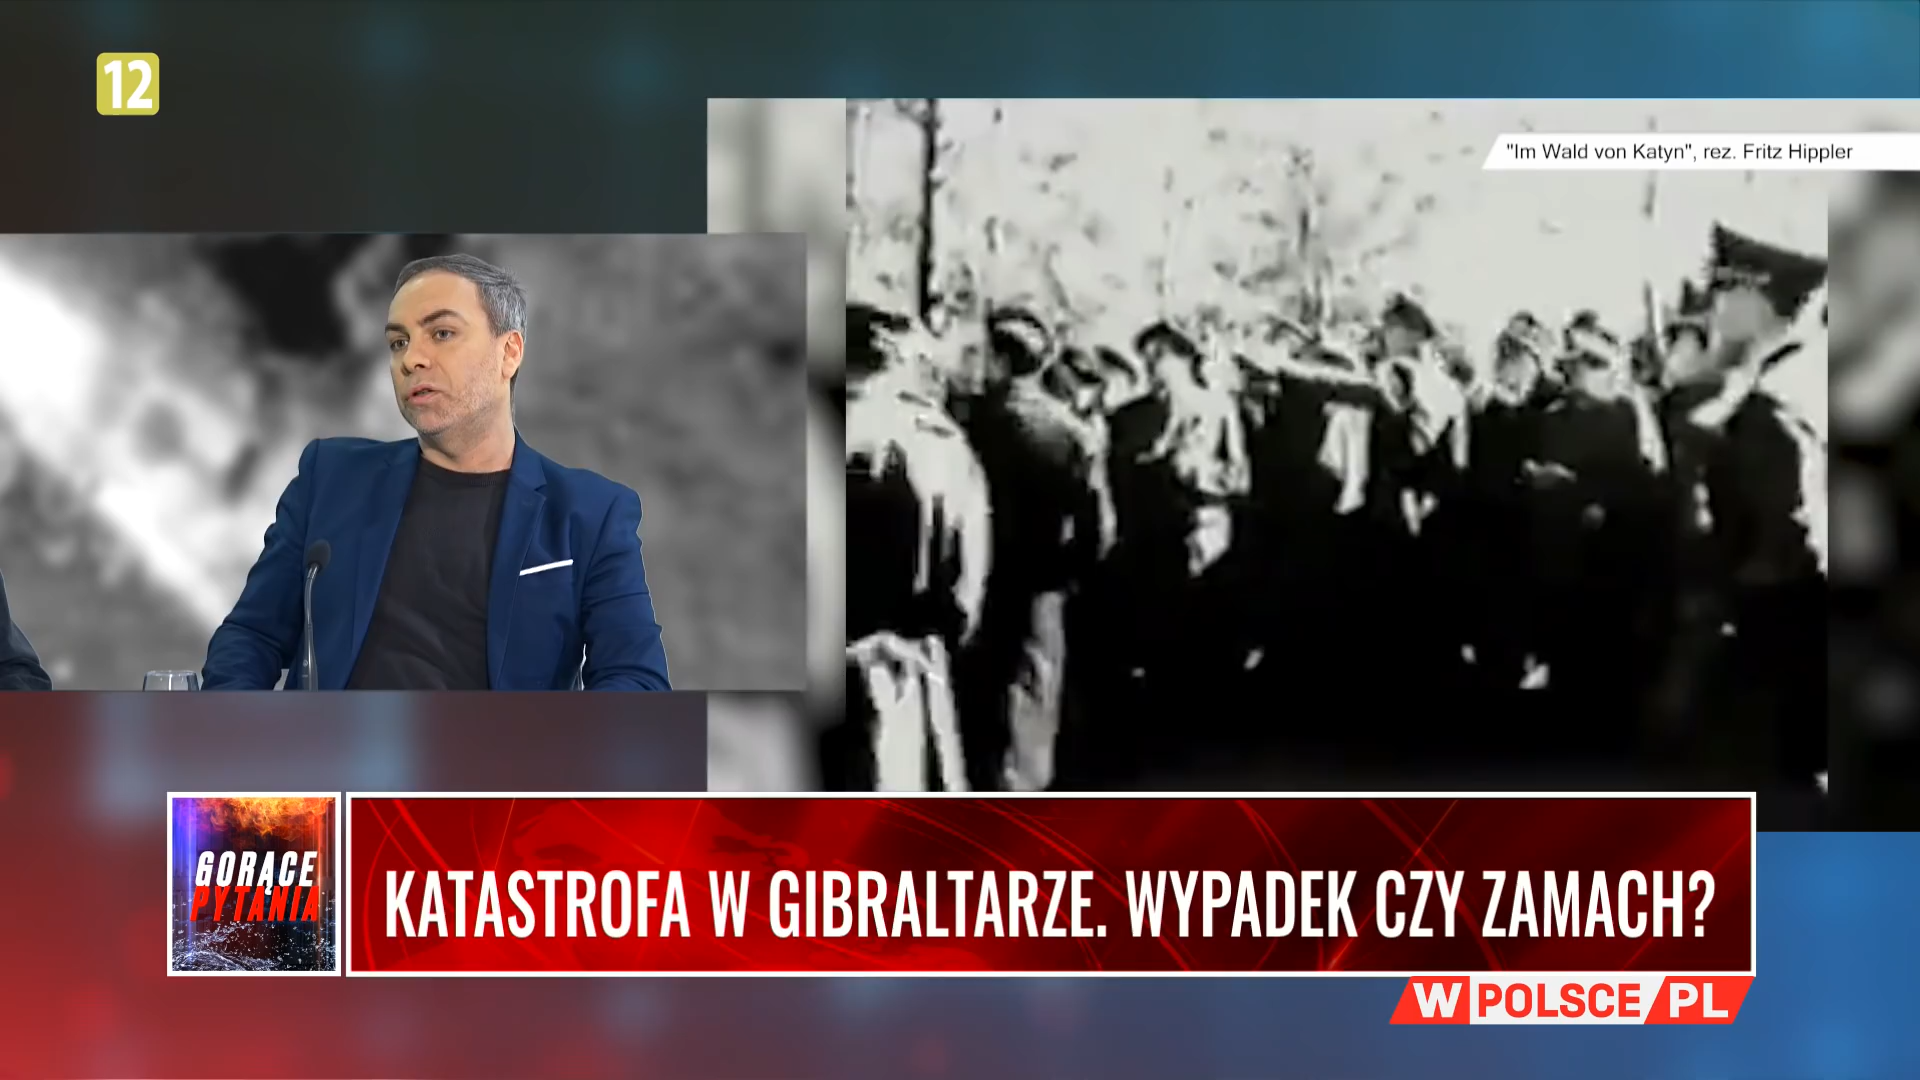 12
"Im Wald von Katyn", rez. Fritz Hippler
GORĄCE
PYTANIA
KATASTROFA W GIBRALTARZE. WYPADEK CZY ZAMACH?
WPOLSCE/PL